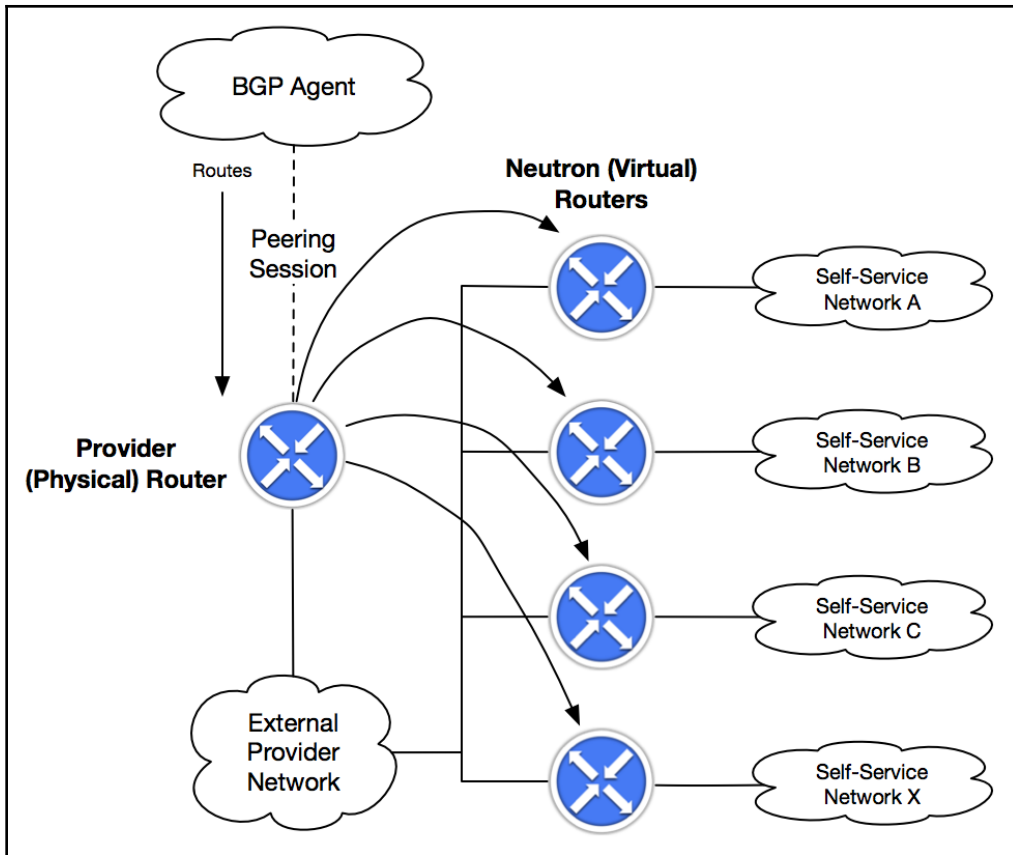 BGP Agent
Routes
Peering
Session
Neutron (Virtual)
Routers
Self-Service
Network A
Provider
(Physical) Router
Self-Service
Network B
Self-Service
Network C
External
Provider
Network
Self-Service
Network X